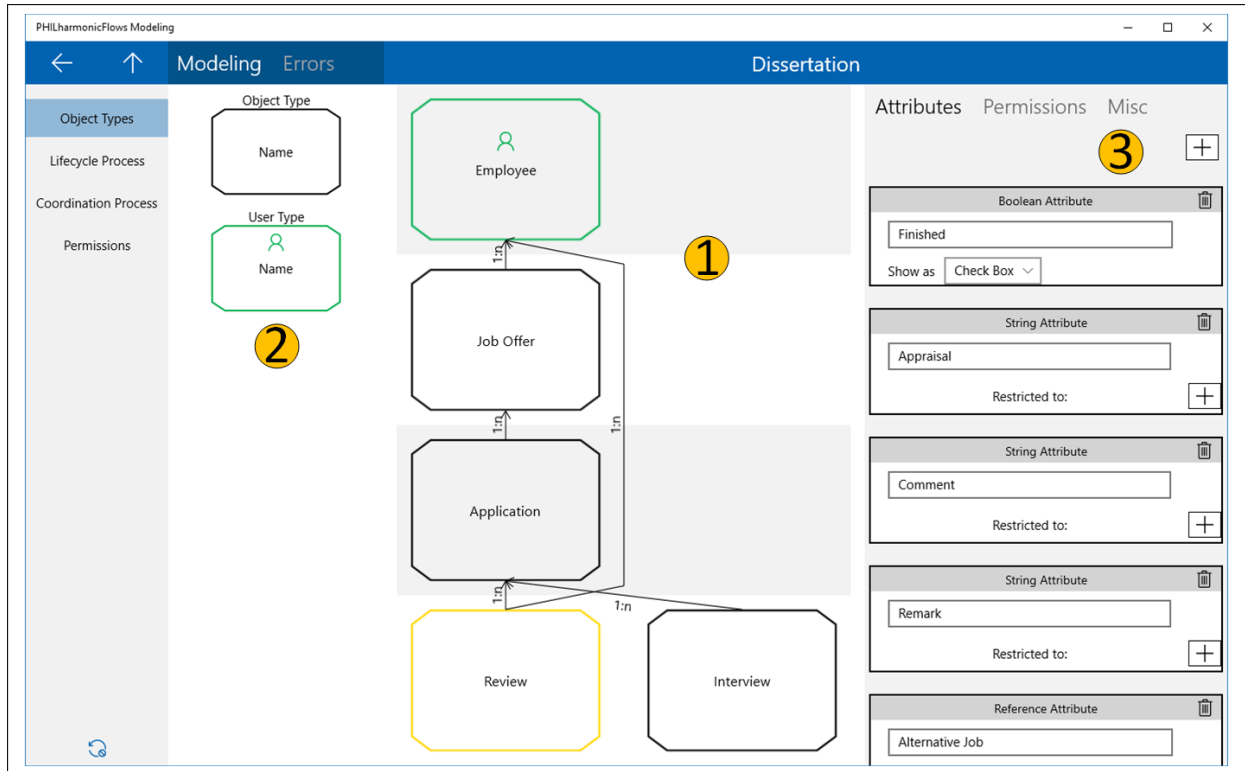 PHILharmonicFlows Modeling
Modeling Errors
Dissertation
Object Types
Lifecycle Process
Coordination Process
Permissions
Object Type
Name
User Type
Name
2
Employee
1
1:n
Job Offer
1:n
1:n
Application
1:n
1:n
Review
Interview
Attributes Permissions Misc
3
Boolean Attribute
Finished
Show as Check Box
String Attribute
Appraisal
Restricted to:
String Attribute
Comment
Restricted to:
String Attribute
Remark
Restricted to:
Reference Attribute
Alternative Job